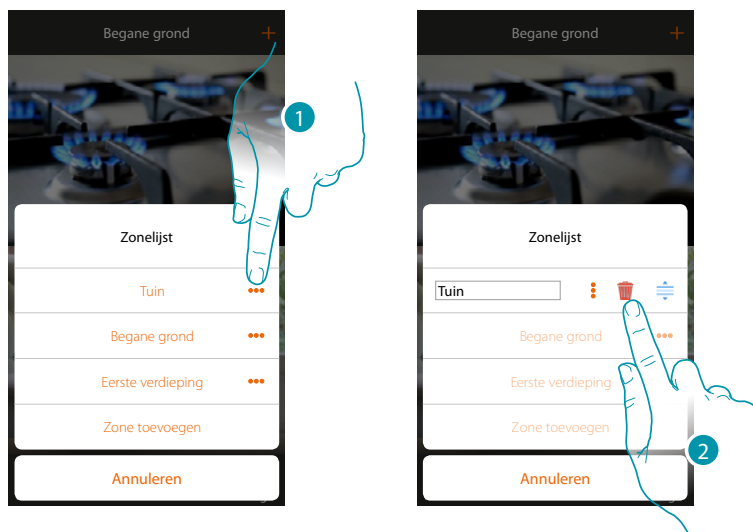 Begane grond
1
Zonelijst
Tuin
Begane grond
Eerste verdieping
Zone toevoegen
Annuleren
Begane grond
Zonelijst
Tuin
Begane grond
Eerste verdieping
Zone toevoegen
2
Annuleren